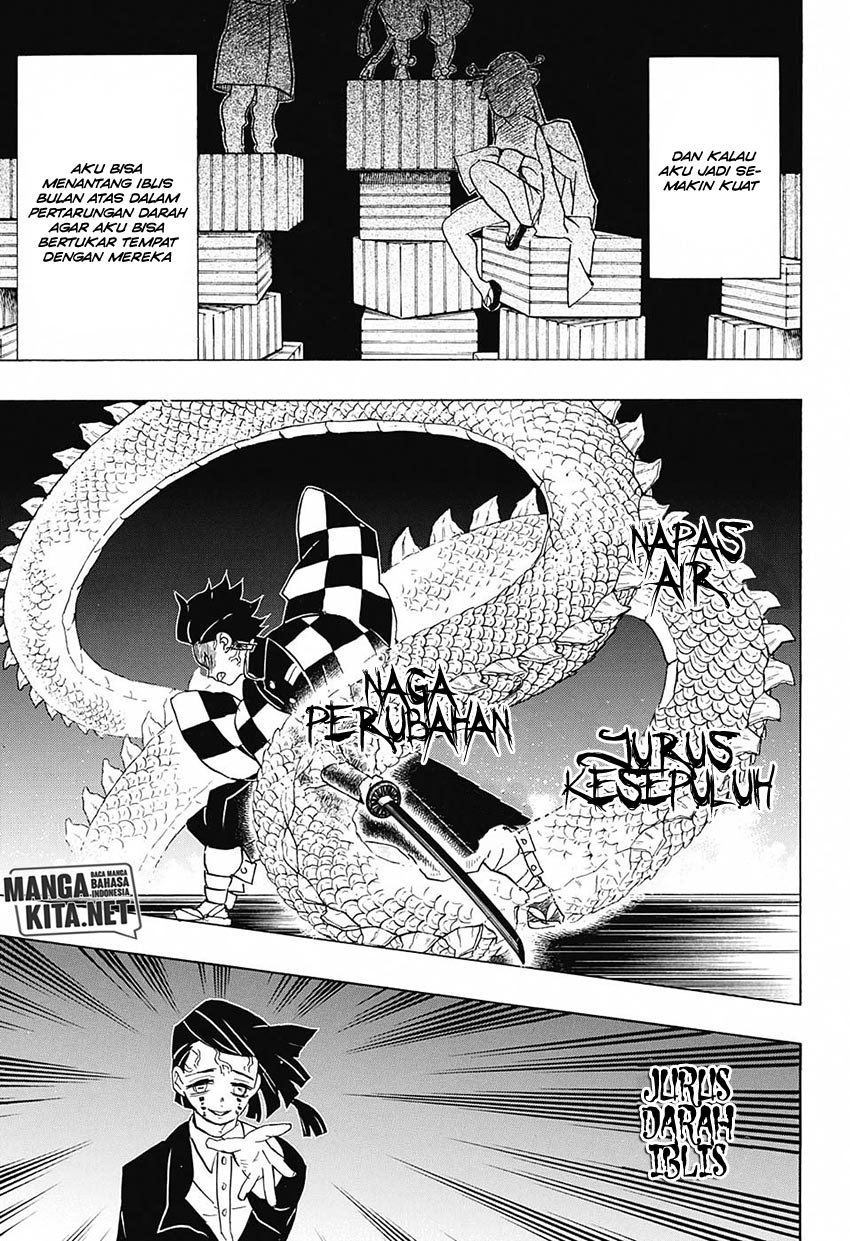 DAN KALAU
AKU JADI SE-
MAKIN KUAT
AKU BISA
MENANTANG IBLIS
BULAN ATAS DALAM
PERTARUNGAN DARAH
AGAR AKU BISA
BERTUKAR TEMPAT
DENGAN MEREKA
NAPAS
AIR
JURUS
KESEPULUH
NAGA
PERUBAHAN
MANGA
KITA.NET
BACA MANGA
BAHASA
INDONESIA
JURUS
DARAH
IBLIS